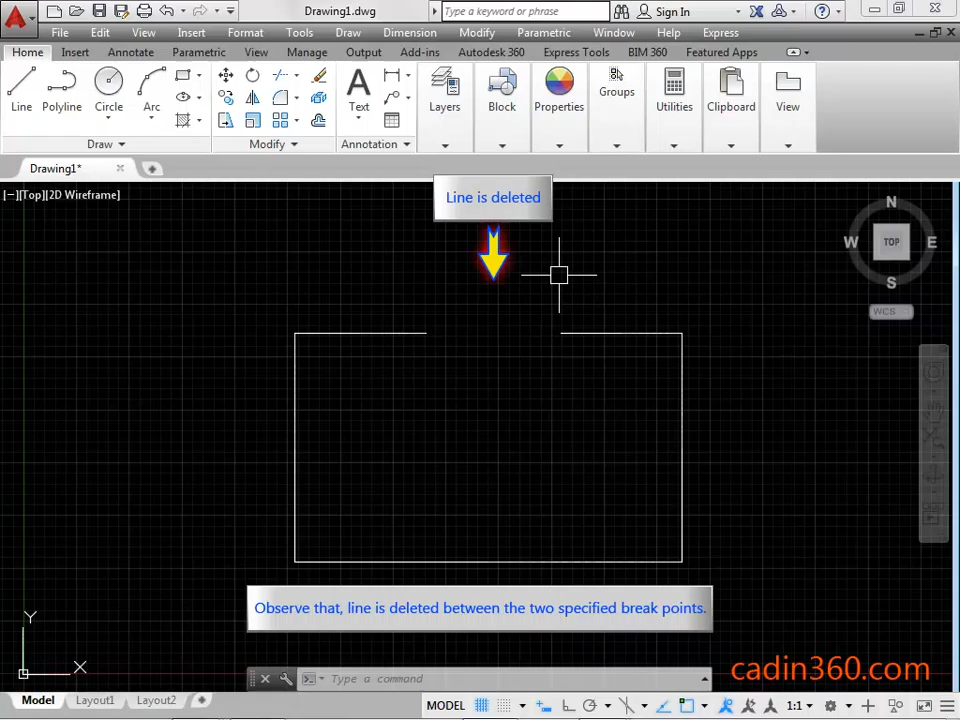 Drawing1.dwg
Type a keyword or phrase
Sign In
File Edit View Insert Format Tools Draw Dimension Modify Parametric Window Help Express
Home Insert Annotate Parametric View Manage Output Add-ins Autodesk 360 Express Tools BIM 360 Featured Apps
Line Polyline Circle Arc Text Layers Block Properties Groups Utilities Clipboard View
Draw Modify Annotation
Drawing1*
[−][Top][2D Wireframe]
Line is deleted
N
W TOP E
S
WCS
Observe that, line is deleted between the two specified break points.
Y
X
Type a command
cadin360.com
Model Layout1 Layout2 MODEL 1:1